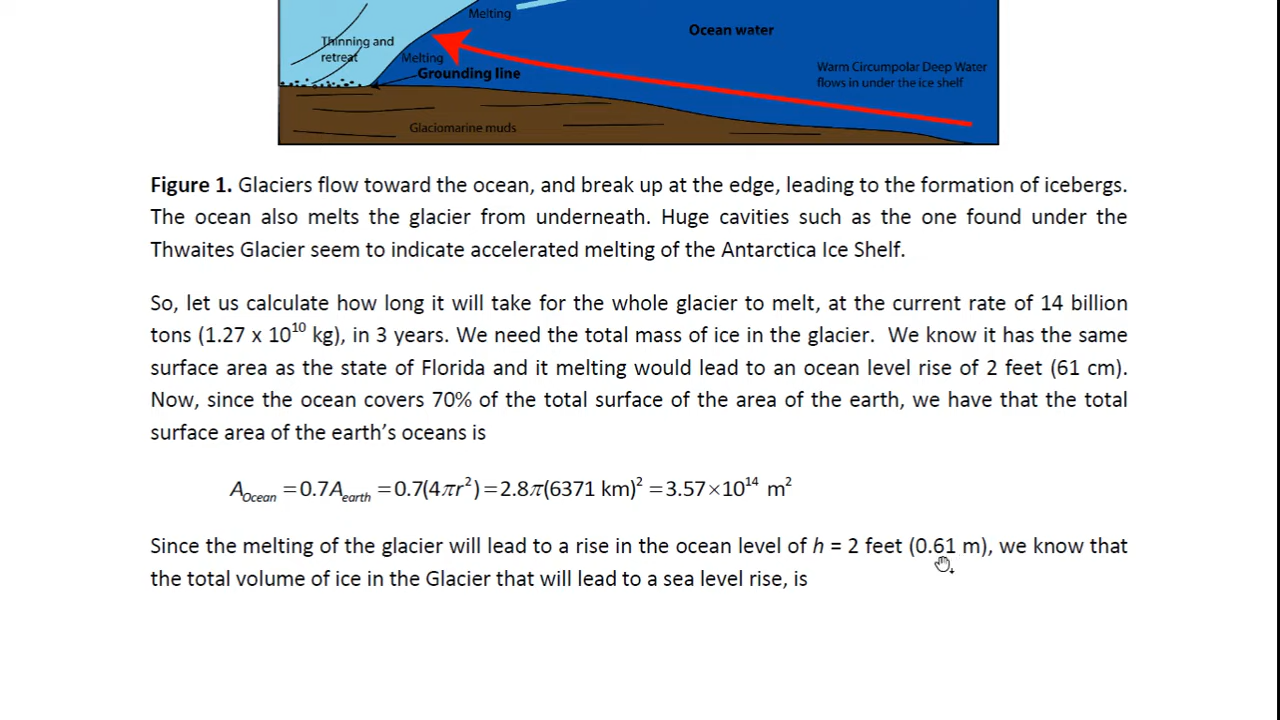 Melting
Ocean water
Thinning and
retreat
Melting
Grounding line
Warm Circumpolar Deep Water
flows in under the ice shelf
Glaciomarine muds
Figure 1. Glaciers flow toward the ocean, and break up at the edge, leading to the formation of icebergs.
The ocean also melts the glacier from underneath. Huge cavities such as the one found under the
Thwaites Glacier seem to indicate accelerated melting of the Antarctica Ice Shelf.
So, let us calculate how long it will take for the whole glacier to melt, at the current rate of 14 billion
tons (1.27 x 10¹⁰ kg), in 3 years. We need the total mass of ice in the glacier. We know it has the same
surface area as the state of Florida and it melting would lead to an ocean level rise of 2 feet (61 cm).
Now, since the ocean covers 70% of the total surface of the area of the earth, we have that the total
surface area of the earth's oceans is
A_Ocean = 0.7A_earth = 0.7(4πr²) = 2.8π(6371 km)² = 3.57×10¹⁴ m²
Since the melting of the glacier will lead to a rise in the ocean level of h = 2 feet (0.61 m), we know that
the total volume of ice in the Glacier that will lead to a sea level rise, is